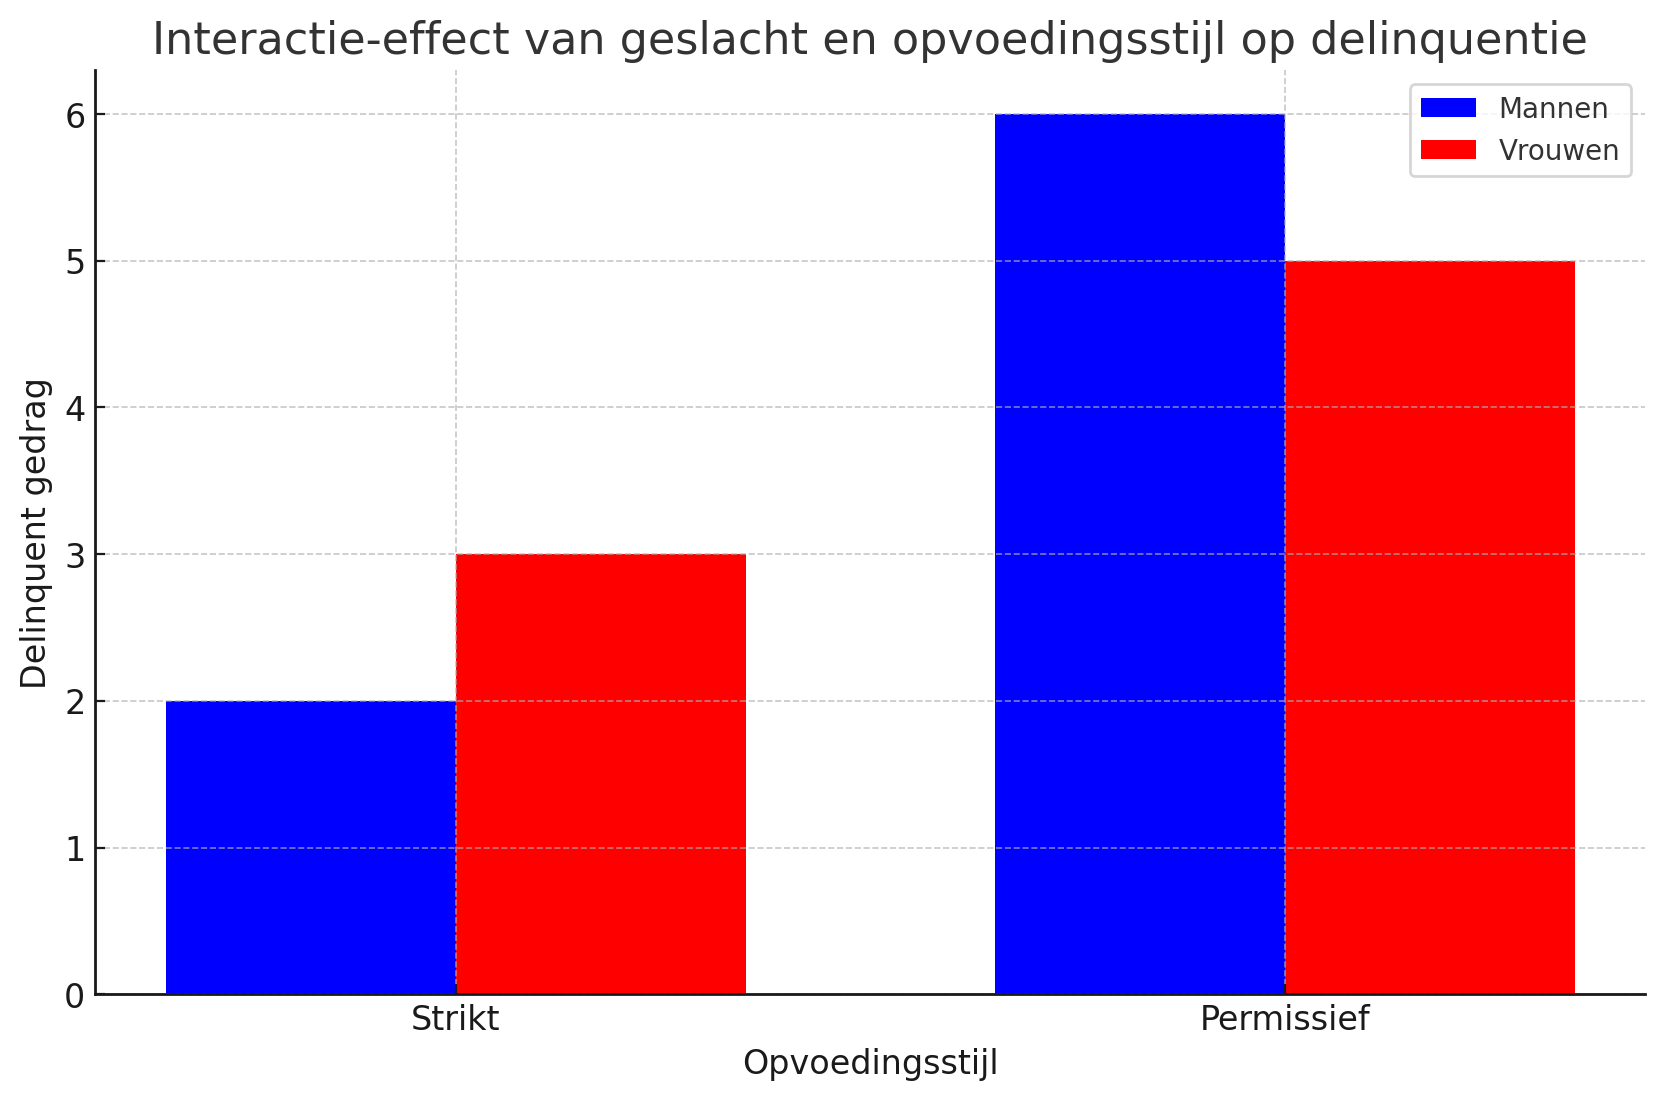 Interactie-effect van geslacht en opvoedingsstijl op delinquentie
Mannen
Vrouwen
6
5
4
3
2
1
0
Delinquent gedrag
Strikt
Permissief
Opvoedingsstijl